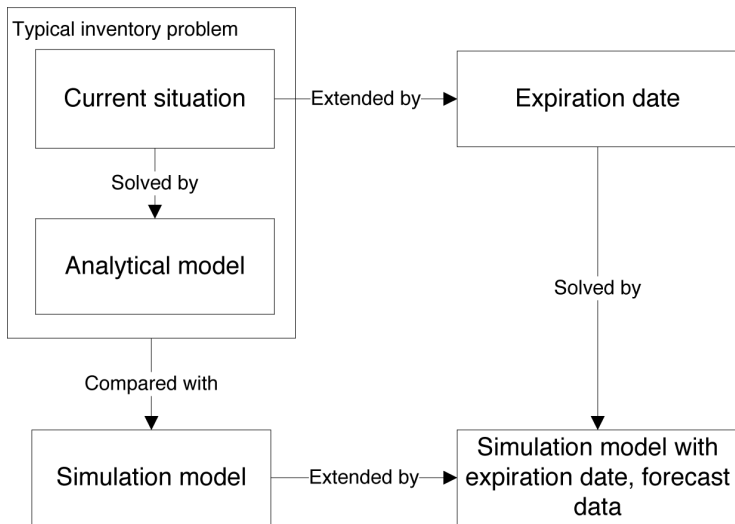 Typical inventory problem
Current situation
Extended by
Expiration date
Solved by
Analytical model
Solved by
Compared with
Simulation model
Extended by
Simulation model with
expiration date, forecast
data